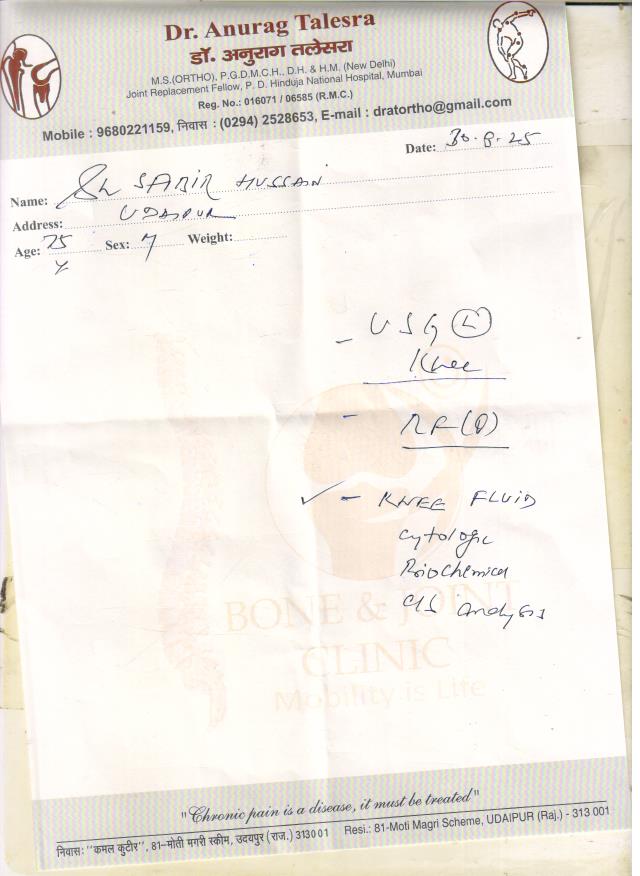 Dr. Anurag Talesra
डॉ. अनुराग तलेसरा
M.S.(ORTHO), P.G.D.M.C.H., D.H. & H.M. (New Delhi)
Joint Replacement Fellow, P. D. Hinduja National Hospital, Mumbai
Reg. No.: 016071 / 06585 (R.M.C.)
Mobile : 9680221159, निवास : (0294) 2528653, E-mail : dratortho@gmail.com
Date: 30.8.25
Name: Sh SABIR HUSSAIN
Address: UDAIPUR
Age: 75 Y Sex: M Weight:
- USG (L)
Knee
- RF(Q)
✓ - KNEE FLUID
Cytologic
Biochemical
C/S analysis
BONE & JOINT
CLINIC
Mobility is Life
"Chronic pain is a disease, it must be treated"
निवास: "कमल कुटीर", 81-मोती मगरी स्कीम, उदयपुर (राज.) 313001 Resi.: 81-Moti Magri Scheme, UDAIPUR (Raj.) - 313 001